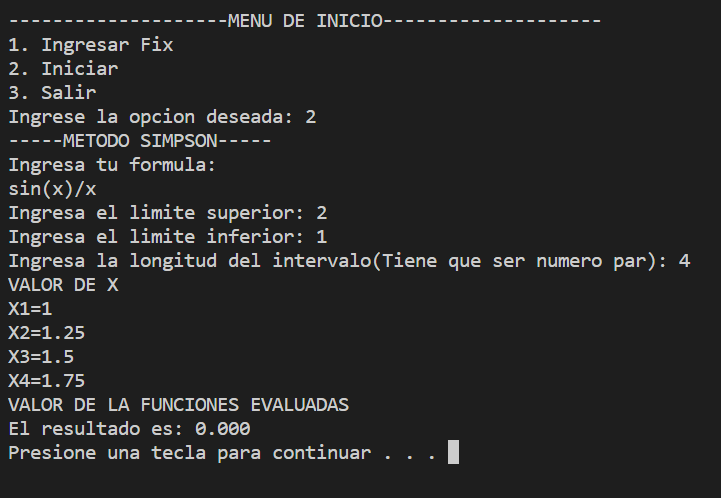 --------------------MENU DE INICIO--------------------
1. Ingresar Fix
2. Iniciar
3. Salir
Ingrese la opcion deseada: 2
-----METODO SIMPSON-----
Ingresa tu formula:
sin(x)/x
Ingresa el limite superior: 2
Ingresa el limite inferior: 1
Ingresa la longitud del intervalo(Tiene que ser numero par): 4
VALOR DE X
X1=1
X2=1.25
X3=1.5
X4=1.75
VALOR DE LA FUNCIONES EVALUADAS
El resultado es: 0.000
Presione una tecla para continuar . . .